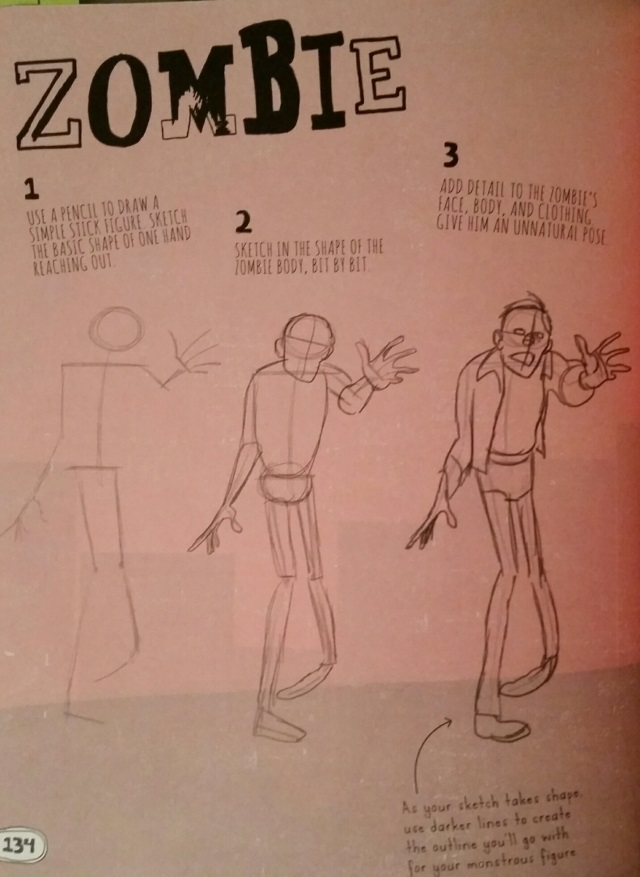 ZOMBIE
1
USE A PENCIL TO DRAW A
SIMPLE STICK FIGURE. SKETCH
THE BASIC SHAPE OF ONE HAND
REACHING OUT.
2
SKETCH IN THE SHAPE OF THE
ZOMBIE BODY, BIT BY BIT.
3
ADD DETAIL TO THE ZOMBIE'S
FACE, BODY, AND CLOTHING.
GIVE HIM AN UNNATURAL POSE.
As your sketch takes shape,
use darker lines to create
the outline you'll go with
for your monstrous figure.
134